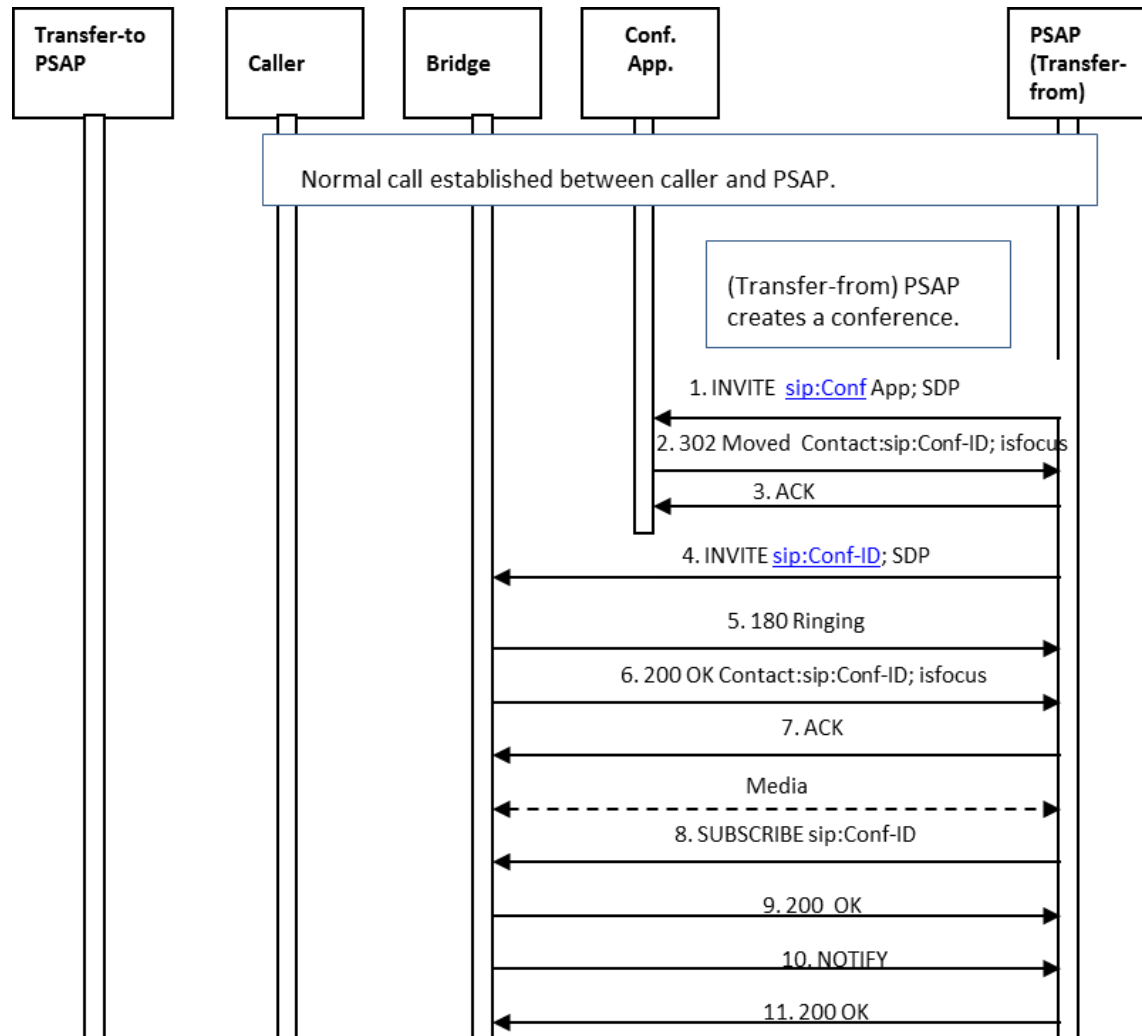 Transfer-to
PSAP
Caller
Bridge
Conf.
App.
PSAP
(Transfer-
from)
Normal call established between caller and PSAP.
(Transfer-from) PSAP
creates a conference.
1. INVITE sip:Conf App; SDP
2. 302 Moved Contact:sip:Conf-ID; isfocus
3. ACK
4. INVITE sip:Conf-ID; SDP
5. 180 Ringing
6. 200 OK Contact:sip:Conf-ID; isfocus
7. ACK
Media
8. SUBSCRIBE sip:Conf-ID
9. 200 OK
10. NOTIFY
11. 200 OK